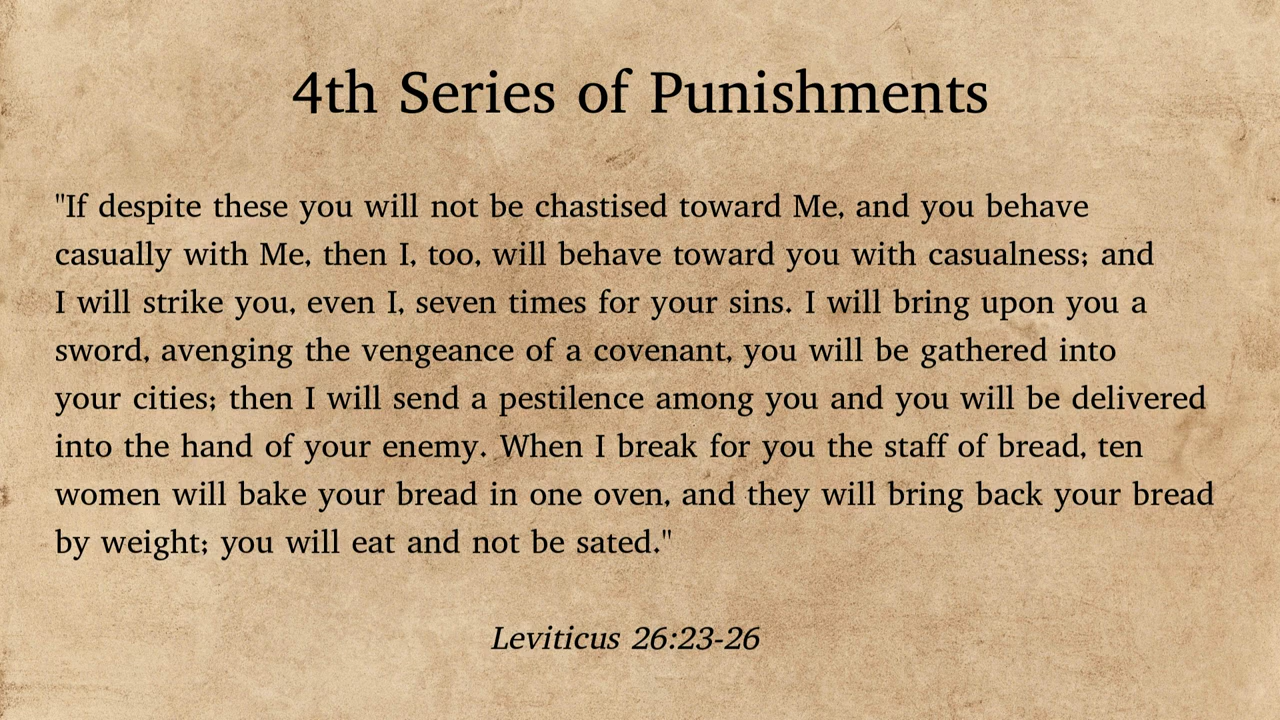 4th Series of Punishments
"If despite these you will not be chastised toward Me, and you behave
casually with Me, then I, too, will behave toward you with casualness; and
I will strike you, even I, seven times for your sins. I will bring upon you a
sword, avenging the vengeance of a covenant, you will be gathered into
your cities; then I will send a pestilence among you and you will be delivered
into the hand of your enemy. When I break for you the staff of bread, ten
women will bake your bread in one oven, and they will bring back your bread
by weight; you will eat and not be sated."
Leviticus 26:23-26